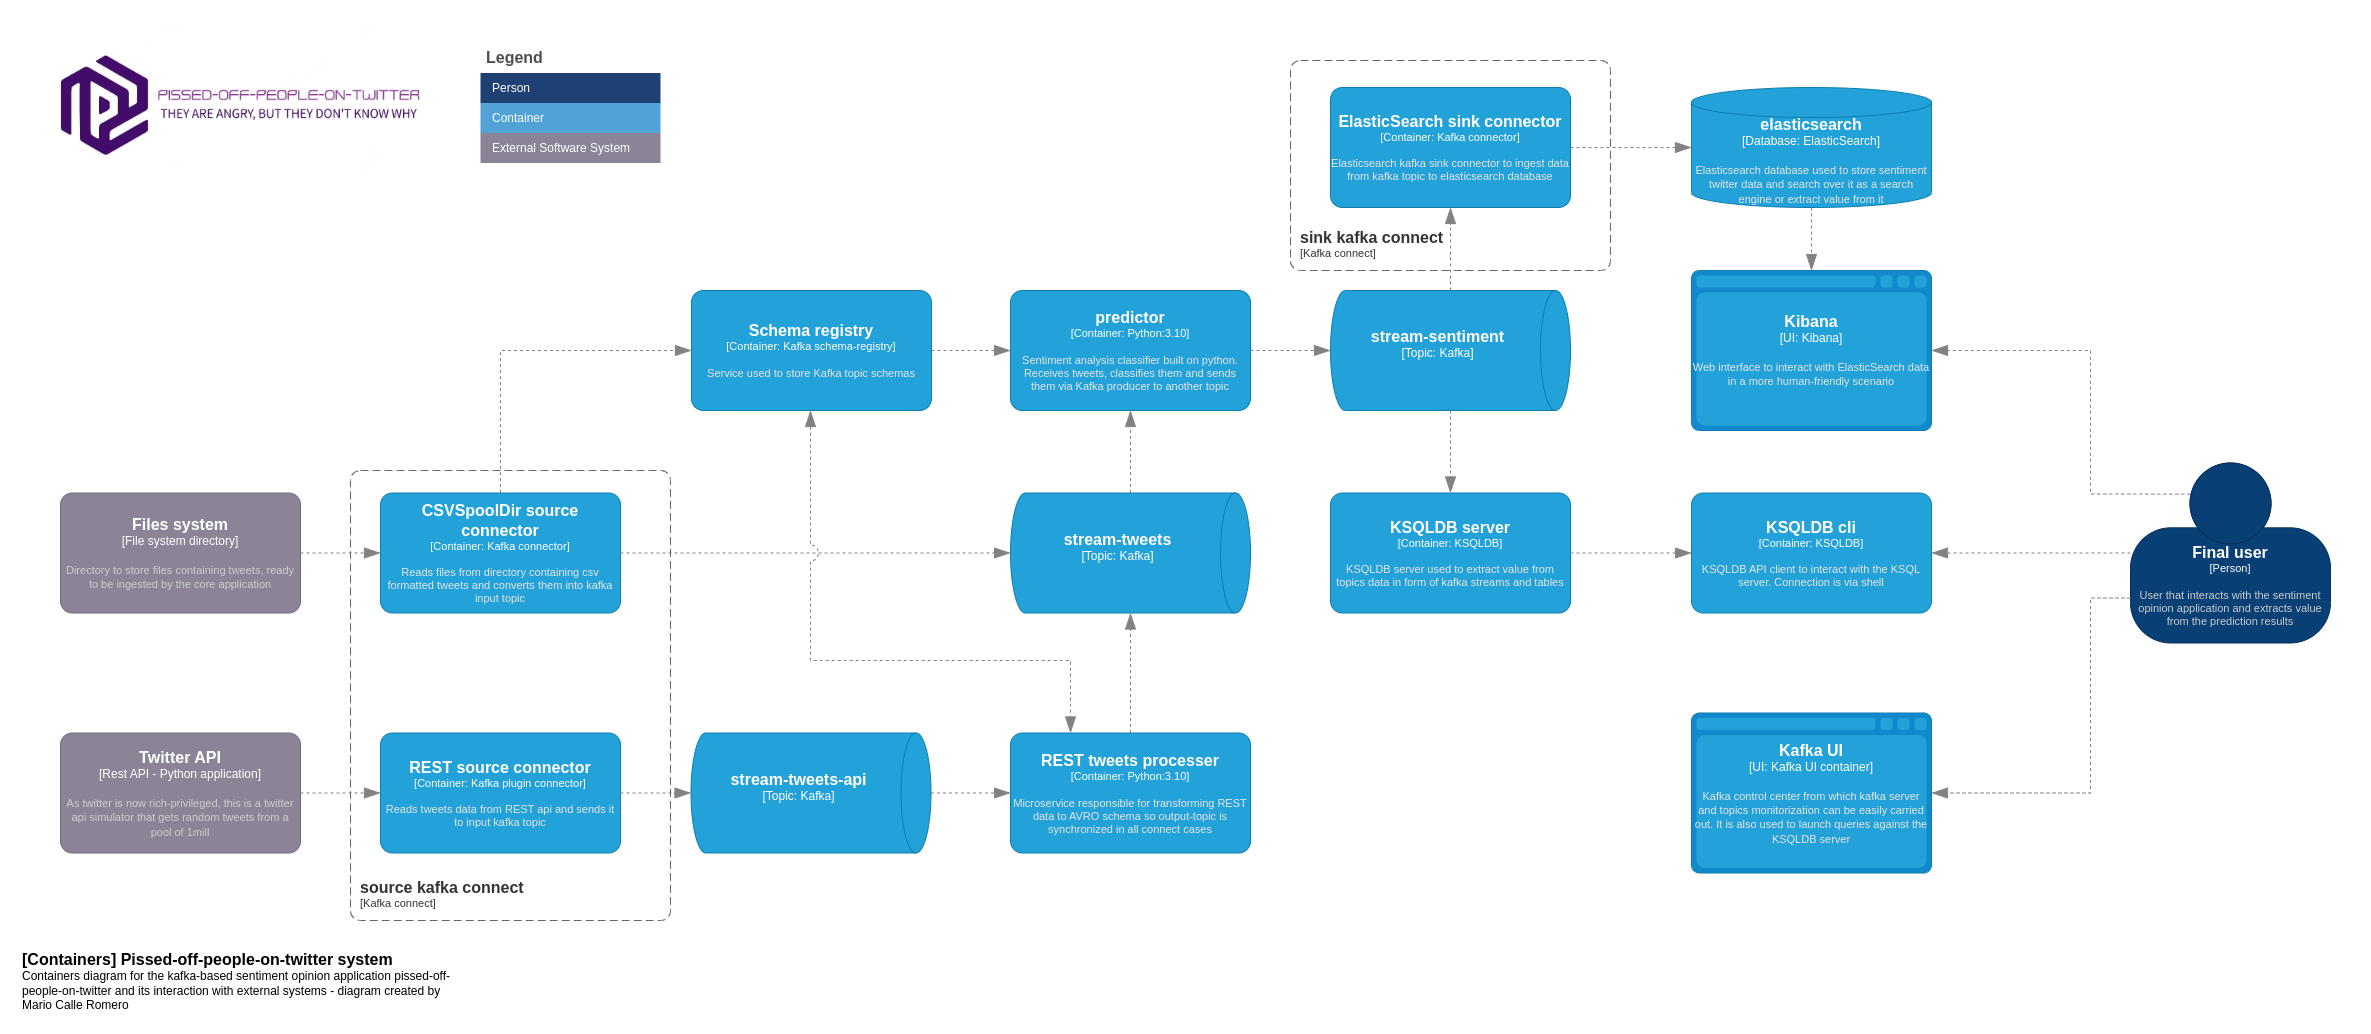 PISSED-OFF-PEOPLE-ON-TWITTER
THEY ARE ANGRY, BUT THEY DON'T KNOW WHY
Legend
Person
Container
External Software System
ElasticSearch sink connector
[Container: Kafka connector]
Elasticsearch kafka sink connector to ingest data
from kafka topic to elasticsearch database
sink kafka connect
[Kafka connect]
elasticsearch
[Database: ElasticSearch]
Elasticsearch database used to store sentiment
twitter data and search over it as a search
engine or extract value from it
Schema registry
[Container: Kafka schema-registry]
Service used to store Kafka topic schemas
predictor
[Container: Python:3.10]
Sentiment analysis classifier built on python.
Receives tweets, classifies them and sends
them via Kafka producer to another topic
stream-sentiment
[Topic: Kafka]
Kibana
[UI: Kibana]
Web interface to interact with ElasticSearch data
in a more human-friendly scenario
Files system
[File system directory]
Directory to store files containing tweets, ready
to be ingested by the core application
CSVSpoolDir source
connector
[Container: Kafka connector]
Reads files from directory containing csv
formatted tweets and converts them into kafka
input topic
stream-tweets
[Topic: Kafka]
KSQLDB server
[Container: KSQLDB]
KSQLDB server used to extract value from
topics data in form of kafka streams and tables
KSQLDB cli
[Container: KSQLDB]
KSQLDB API client to interact with the KSQL
server. Connection is via shell
Final user
[Person]
User that interacts with the sentiment
opinion application and extracts value
from the prediction results
Twitter API
[Rest API - Python application]
As twitter is now rich-privileed, this is a twitter
api simulator that gets random tweets from a
pool of 1mill
REST source connector
[Container: Kafka plugin connector]
Reads tweets data from REST api and sends it
to input kafka topic
stream-tweets-api
[Topic: Kafka]
REST tweets processer
[Container: Python:3.10]
Microservice responsible for transforming REST
data to AVRO schema so output-topic is
synchronized in all connect cases
Kafka UI
[UI: Kafka UI container]
Kafka control center from which kafka server
and topics monitorization can be easily carried
out. It is also used to launch queries against the
KSQLDB server
source kafka connect
[Kafka connect]
[Containers] Pissed-off-people-on-twitter system
Containers diagram for the kafka-based sentiment opinion application pissed-off-
people-on-twitter and its interaction with external systems - diagram created by
Mario Calle Romero